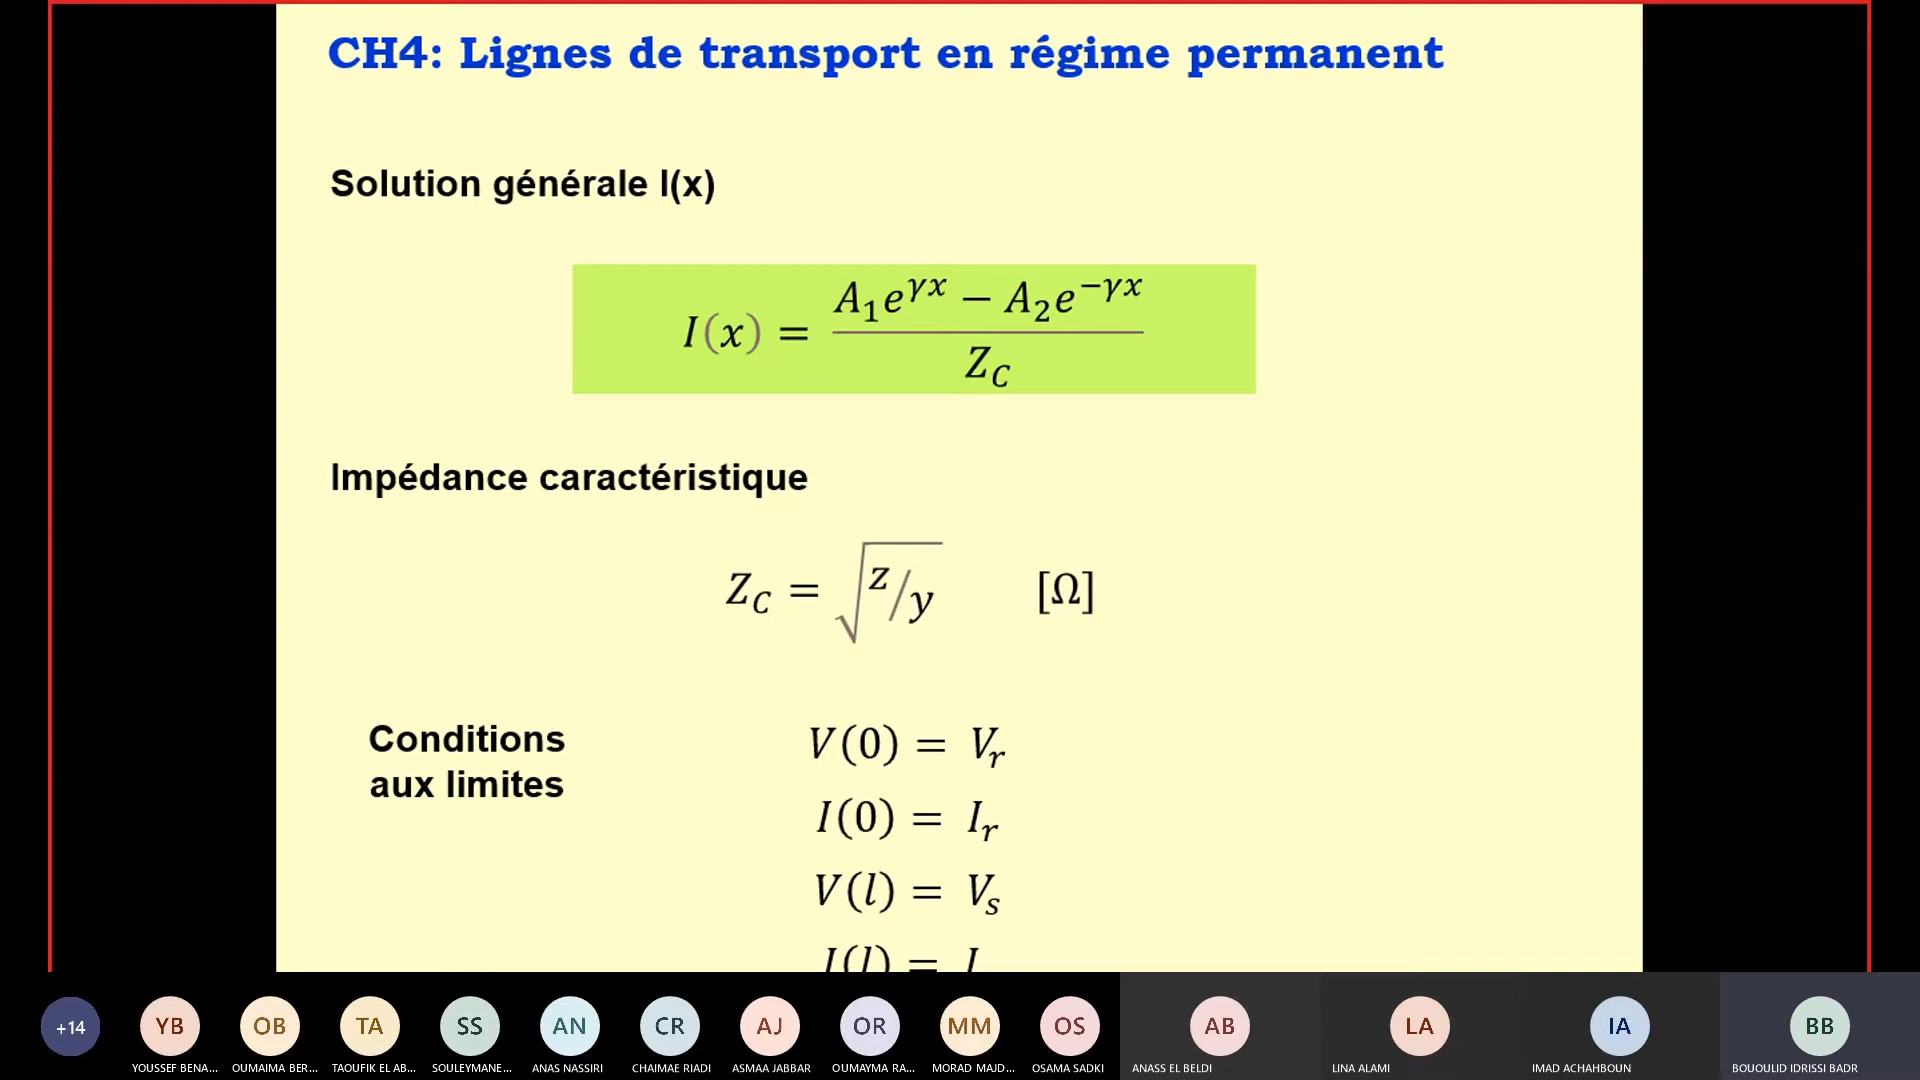 CH4: Lignes de transport en régime permanent
Solution générale I(x)
I(x) = (A₁e^{γx} − A₂e^{−γx}) / Z_C
Impédance caractéristique
Z_C = √(z/y) [Ω]
Conditions
aux limites
V(0) = V_r
I(0) = I_r
V(l) = V_s
I(l) = I
+14 YB OB TA SS AN CR AJ OR MM OS AB LA IA BB
YOUSSEF BENA... OUMAIMA BER... TAOUFIK EL AB... SOULEYMANE... ANAS NASSIRI CHAIMAE RIADI ASMAA JABBAR OUMAYMA RA... MORAD MAJD... OSAMA SADKI ANASS EL BELDI LINA ALAMI IMAD ACHAHBOUN BOUOULID IDRISSI BADR